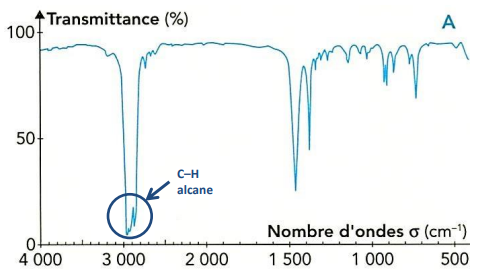 Transmittance (%)
A
100
50
0
C–H
alcane
Nombre d'ondes σ (cm⁻¹)
4 000
3 000
2 000
1 500
1 000
500